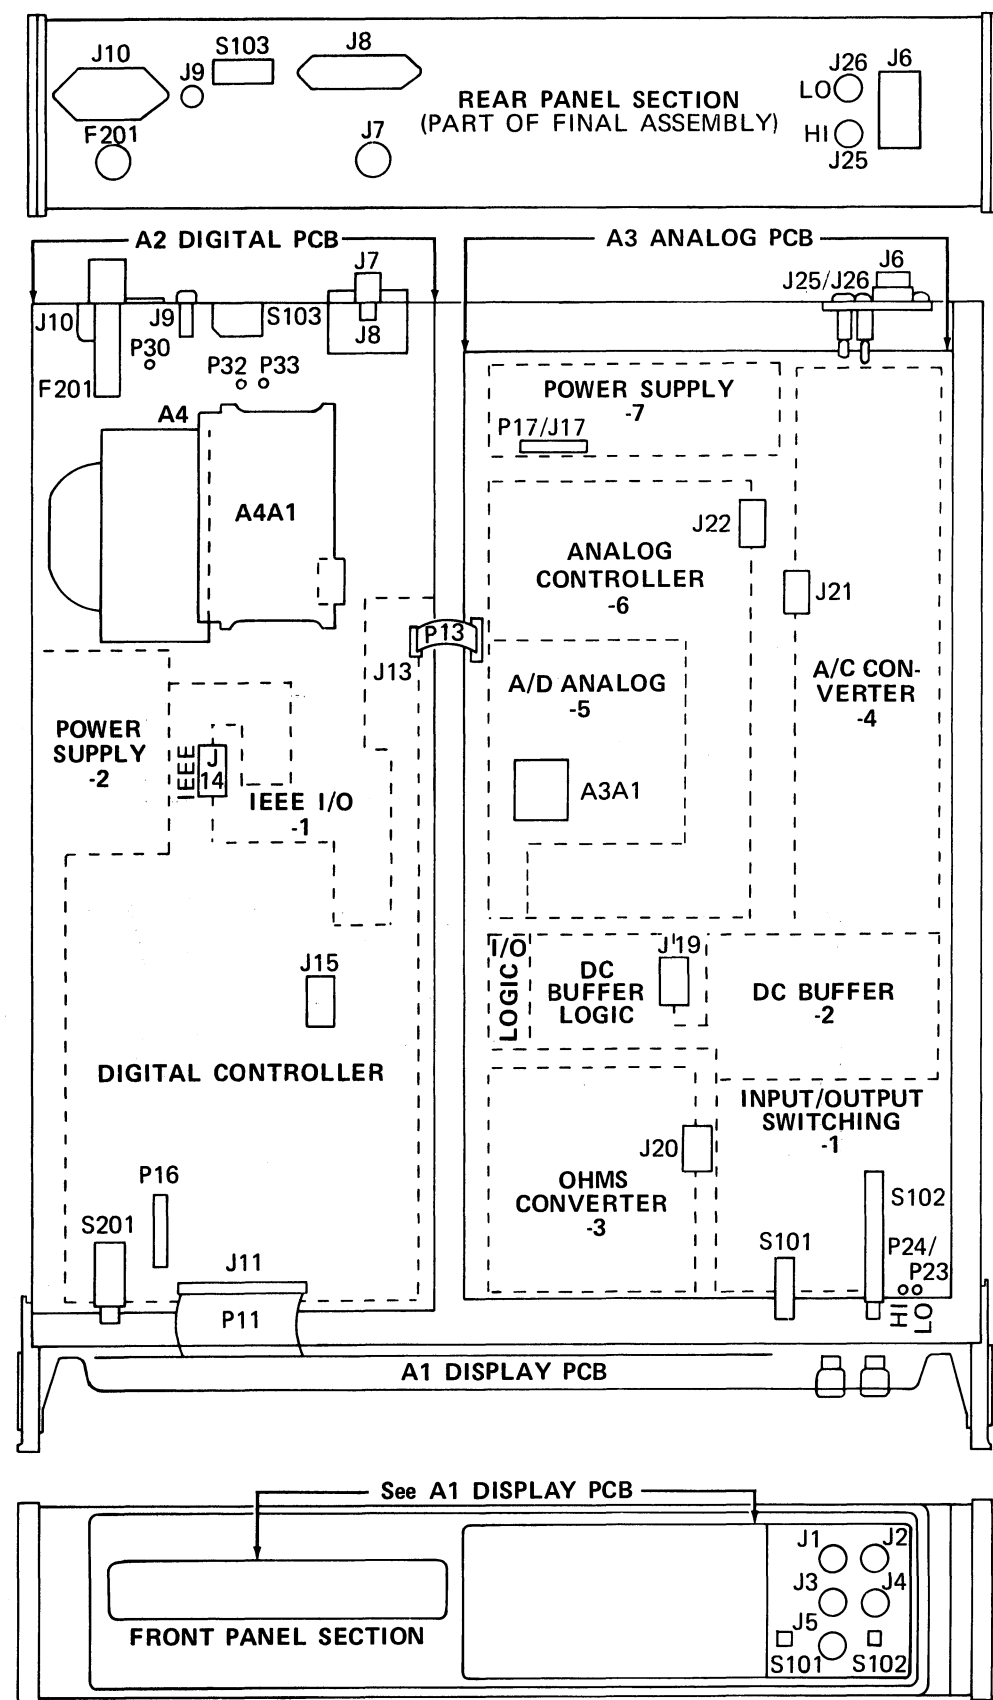 J10
J9
S103
J8
F201
J7
REAR PANEL SECTION
(PART OF FINAL ASSEMBLY)
J26
LO
HI
J25
J6
A2 DIGITAL PCB
A3 ANALOG PCB
J7
J6
J25/J26
J10
J9
S103
J8
P30
P32
P33
F201
A4
A4A1
POWER SUPPLY
-7
P17/J17
J22
ANALOG
CONTROLLER
-6
J21
P13
J13
A/D ANALOG
-5
A/C CON-
VERTER
-4
POWER
SUPPLY
-2
IEEE
J
14
IEEE I/O
-1
A3A1
J15
I/O
LOGIC
DC
BUFFER
LOGIC
J19
DC BUFFER
-2
DIGITAL CONTROLLER
INPUT/OUTPUT
SWITCHING
-1
J20
P16
OHMS
CONVERTER
-3
S102
S201
S101
P24/
P23
J11
HI
LO
P11
A1 DISPLAY PCB
See A1 DISPLAY PCB
J1
J2
J3
J4
J5
FRONT PANEL SECTION
S101
S102